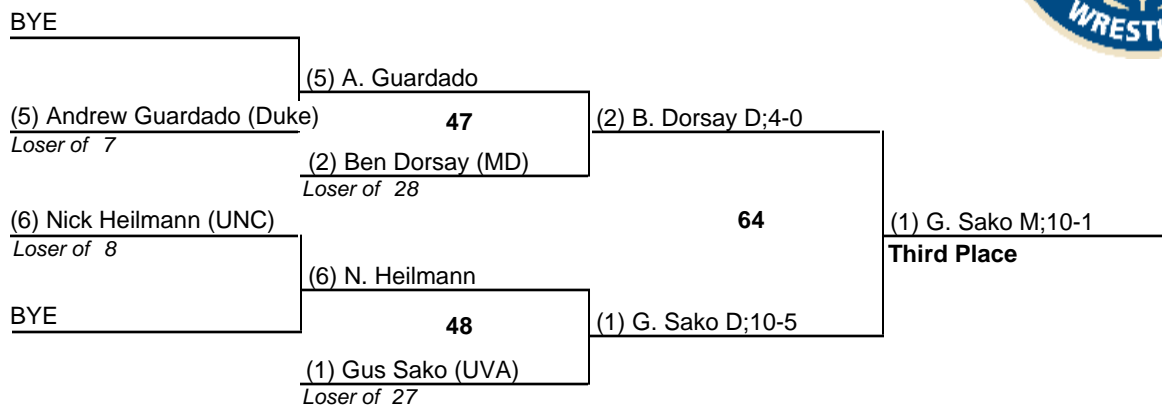 BYE
(5) Andrew Guardado (Duke)
Loser of 7
(5) A. Guardado
47
(2) Ben Dorsay (MD)
Loser of 28
(2) B. Dorsay D;4-0
(6) Nick Heilmann (UNC)
Loser of 8
BYE
(6) N. Heilmann
48
(1) Gus Sako (UVA)
Loser of 27
(1) G. Sako D;10-5
64
(1) G. Sako M;10-1
Third Place